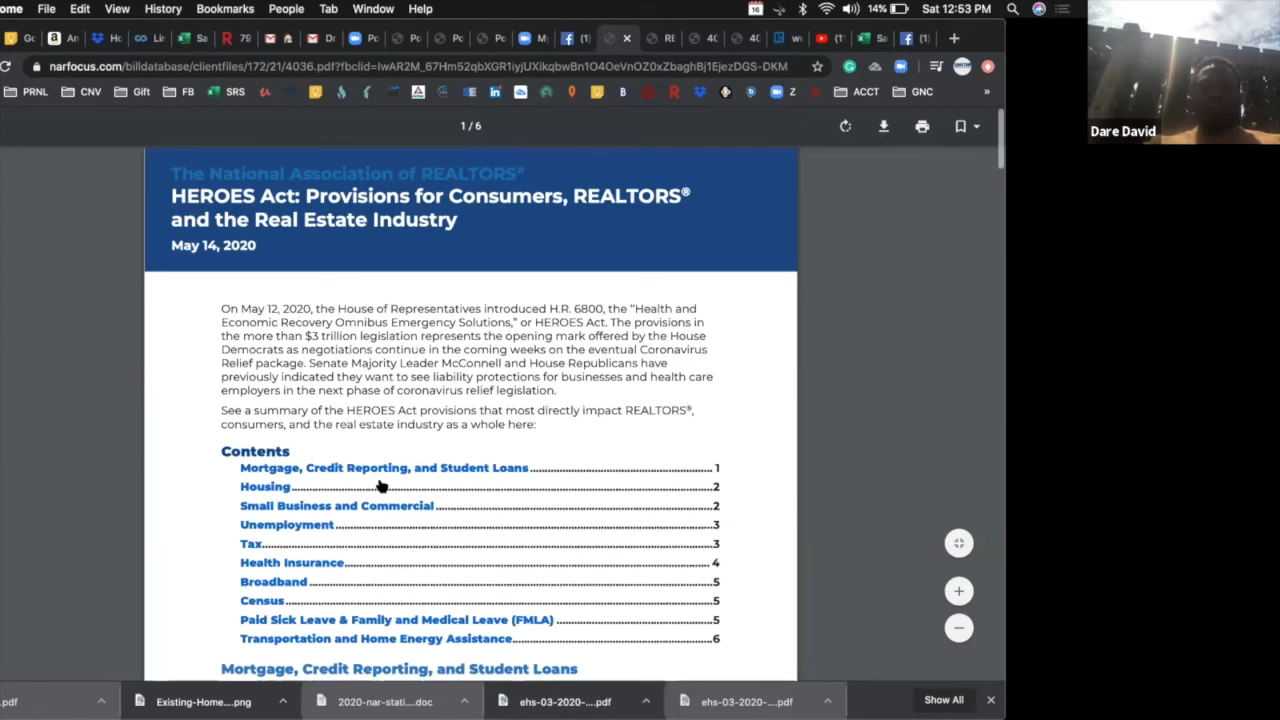 ome File Edit View History Bookmarks People Tab Window Help
16 14% Sat 12:53 PM
narfocus.com/billdatabase/clientfiles/172/21/4036.pdf?fbclid=IwAR2M_67Hm52qbXGR1iyjUXikqbwBn1O4OeVnOZ0xZbaghBj1EjezDGS-DKM
PRNL CNV Gift FB SRS Z ACCT GNC »
1 / 6
Dare David
The National Association of REALTORS®
HEROES Act: Provisions for Consumers, REALTORS®
and the Real Estate Industry
May 14, 2020
On May 12, 2020, the House of Representatives introduced H.R. 6800, the “Health and
Economic Recovery Omnibus Emergency Solutions,” or HEROES Act. The provisions in
the more than $3 trillion legislation represents the opening mark offered by the House
Democrats as negotiations continue in the coming weeks on the eventual Coronavirus
Relief package. Senate Majority Leader McConnell and House Republicans have
previously indicated they want to see liability protections for businesses and health care
employers in the next phase of coronavirus relief legislation.
See a summary of the HEROES Act provisions that most directly impact REALTORS®,
consumers, and the real estate industry as a whole here:
Contents
Mortgage, Credit Reporting, and Student Loans 1
Housing 2
Small Business and Commercial 2
Unemployment 3
Tax 3
Health Insurance 4
Broadband 5
Census 5
Paid Sick Leave & Family and Medical Leave (FMLA) 5
Transportation and Home Energy Assistance 6
Mortgage, Credit Reporting, and Student Loans
.pdf Existing-Home....png 2020-nar-stati....doc ehs-03-2020-....pdf ehs-03-2020-....pdf Show All